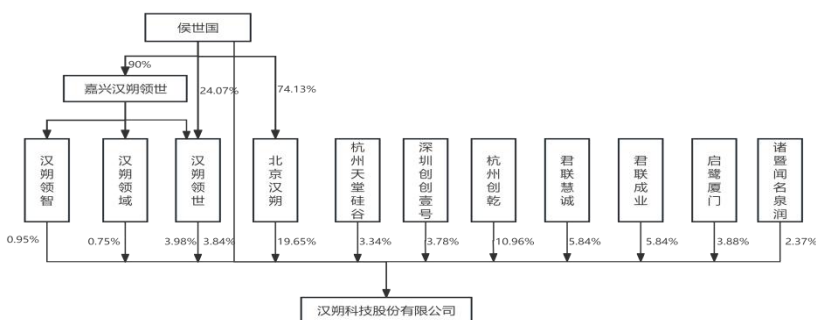 侯世国
90%
24.07%
74.13%
嘉兴汉朔领世
汉朔领智
汉朔领域
汉朔领世
北京汉朔
杭州天堂硅谷
深圳创创壹号
杭州创乾
君联慧诚
君联成业
启鹭厦门
诸暨闻名泉润
0.95%
0.75%
3.98%
3.84%
19.65%
3.34%
3.78%
10.96%
5.84%
5.84%
3.88%
2.37%
汉朔科技股份有限公司